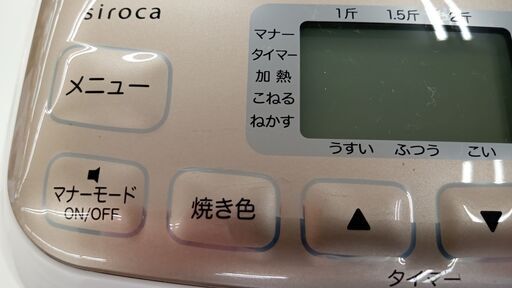 siroca
1斤 1.5斤 2斤
マナー
タイマー
加熱
こねる
ねかす
うすい ふつう こい
メニュー
マナーモード
ON/OFF
焼き色
▲
▼
タイマー